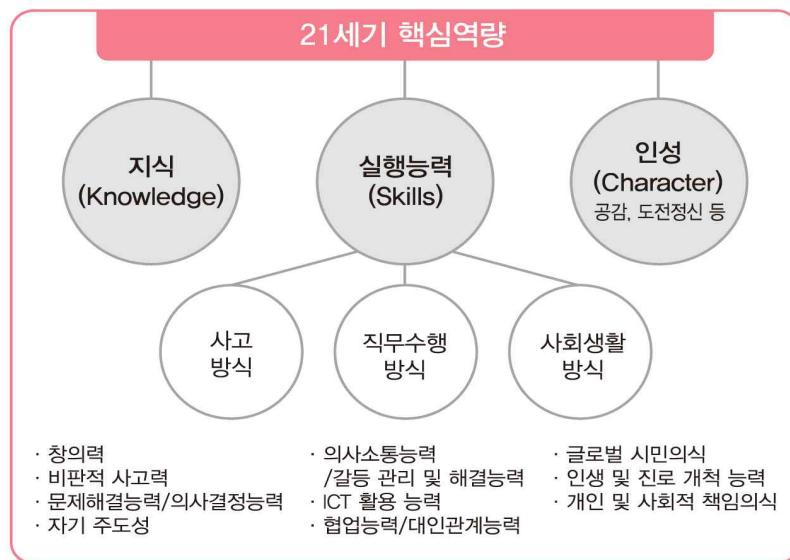 21세기 핵심역량
지식
(Knowledge)
실행능력
(Skills)
인성
(Character)
공감, 도전정신 등
사고
방식
직무수행
방식
사회생활
방식
· 창의력
· 비판적 사고력
· 문제해결능력/의사결정능력
· 자기 주도성
· 의사소통능력
/갈등 관리 및 해결능력
· ICT 활용 능력
· 협업능력/대인관계능력
· 글로벌 시민의식
· 인생 및 진로 개척 능력
· 개인 및 사회적 책임의식